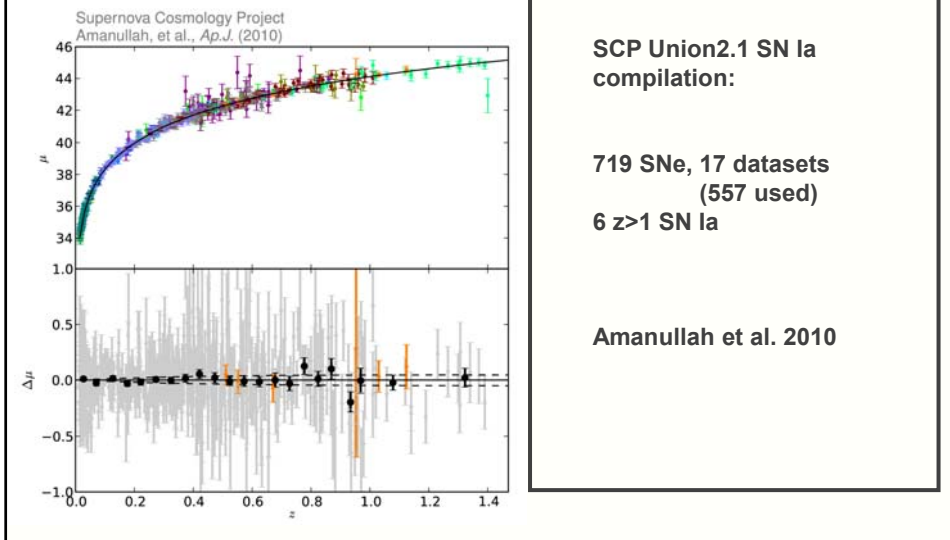 Supernova Cosmology Project
Amanullah, et al., Ap.J. (2010)
46
44
42
40
38
36
34
μ
1.0
0.5
0.0
−0.5
−1.0
Δμ
0.0 0.2 0.4 0.6 0.8 1.0 1.2 1.4
z
SCP Union2.1 SN Ia
compilation:
719 SNe, 17 datasets
(557 used)
6 z>1 SN Ia
Amanullah et al. 2010